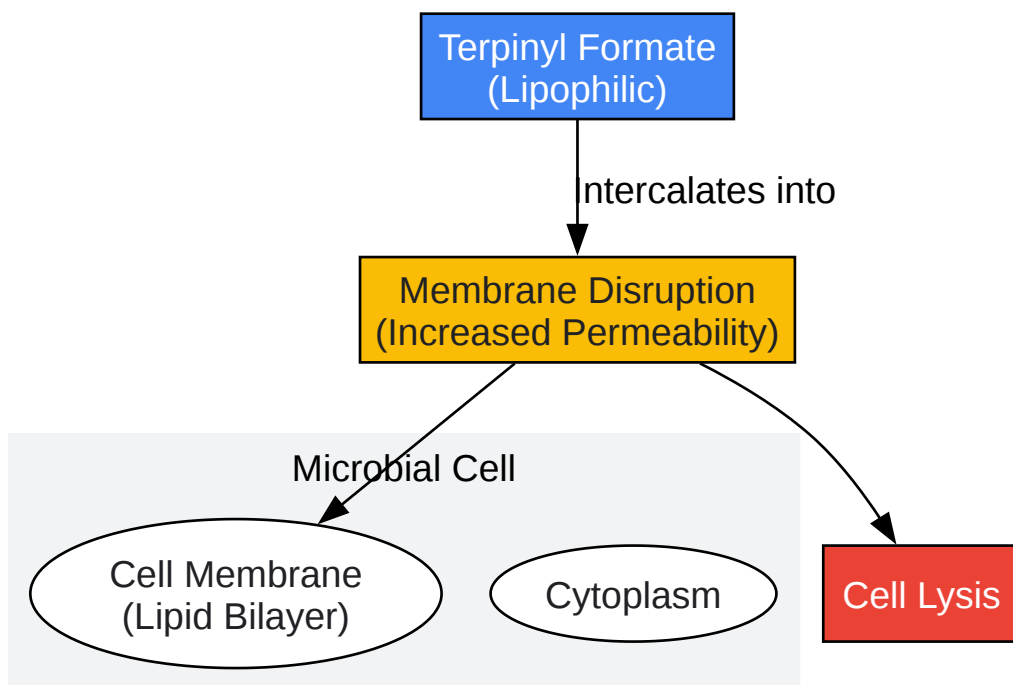 Terpinyl Formate
(Lipophilic)
Intercalates into
Membrane Disruption
(Increased Permeability)
Microbial Cell
Cell Membrane
(Lipid Bilayer)
Cytoplasm
Cell Lysis